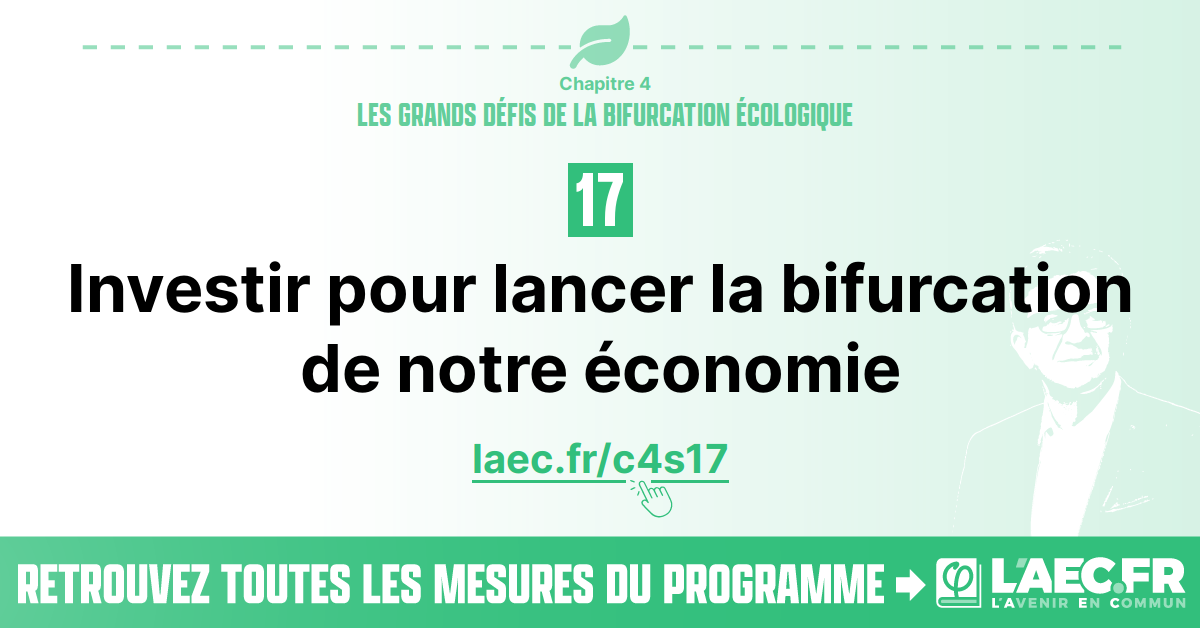 Chapitre 4
LES GRANDS DÉFIS DE LA BIFURCATION ÉCOLOGIQUE
17
Investir pour lancer la bifurcation
de notre économie
laec.fr/c4s17
RETROUVEZ TOUTES LES MESURES DU PROGRAMME
φ
L'AEC.FR
L'AVENIR EN COMMUN